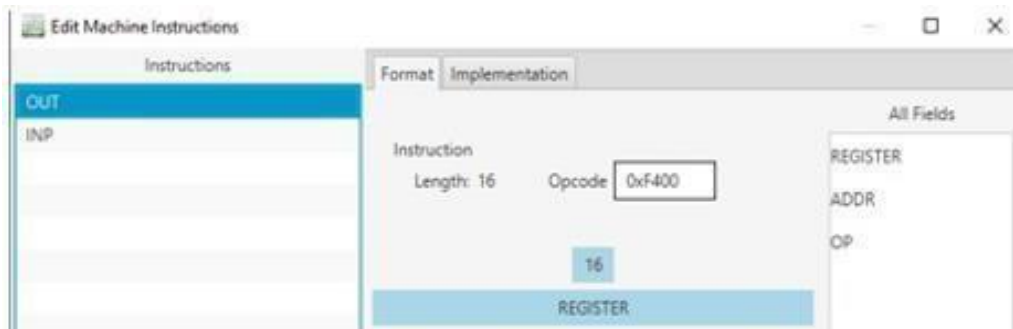 Edit Machine Instructions
Instructions
OUT
INP
Format Implementation
Instruction
Length: 16 Opcode 0xF400
16
REGISTER
All Fields
REGISTER
ADDR
OP